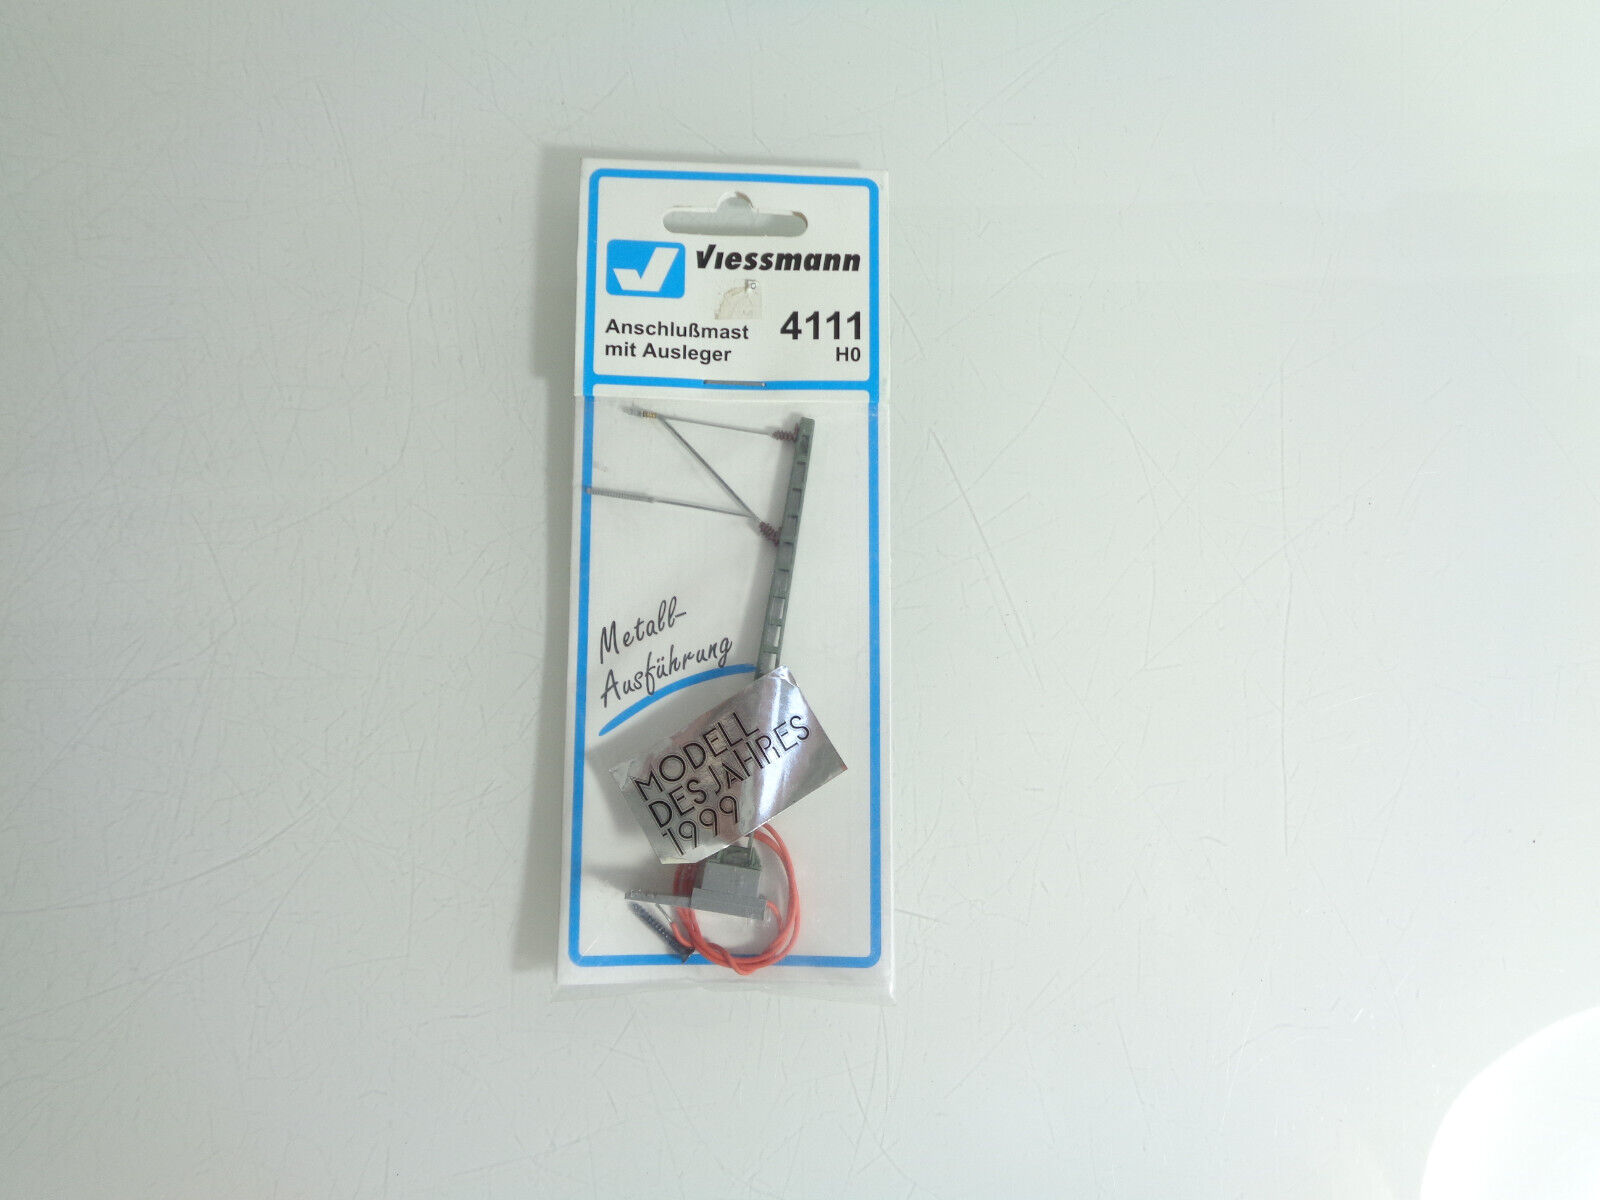 Viessmann
Anschlußmast
mit Ausleger
4111
H0
Metall-
Ausführung
MODELL
DES JAHRES
1999